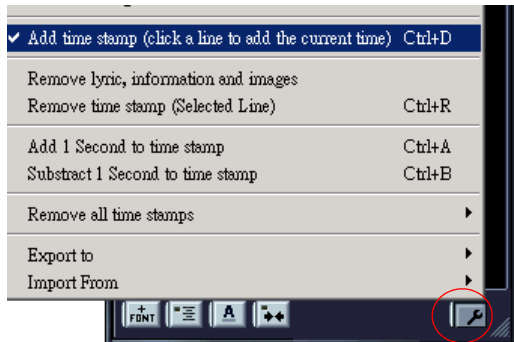 Add time stamp (click a line to add the current time) Ctrl+D
Remove lyric, information and images
Remove time stamp (Selected Line) Ctrl+R
Add 1 Second to time stamp Ctrl+A
Substract 1 Second to time stamp Ctrl+B
Remove all time stamps
Export to
Import From
+
FONT
A